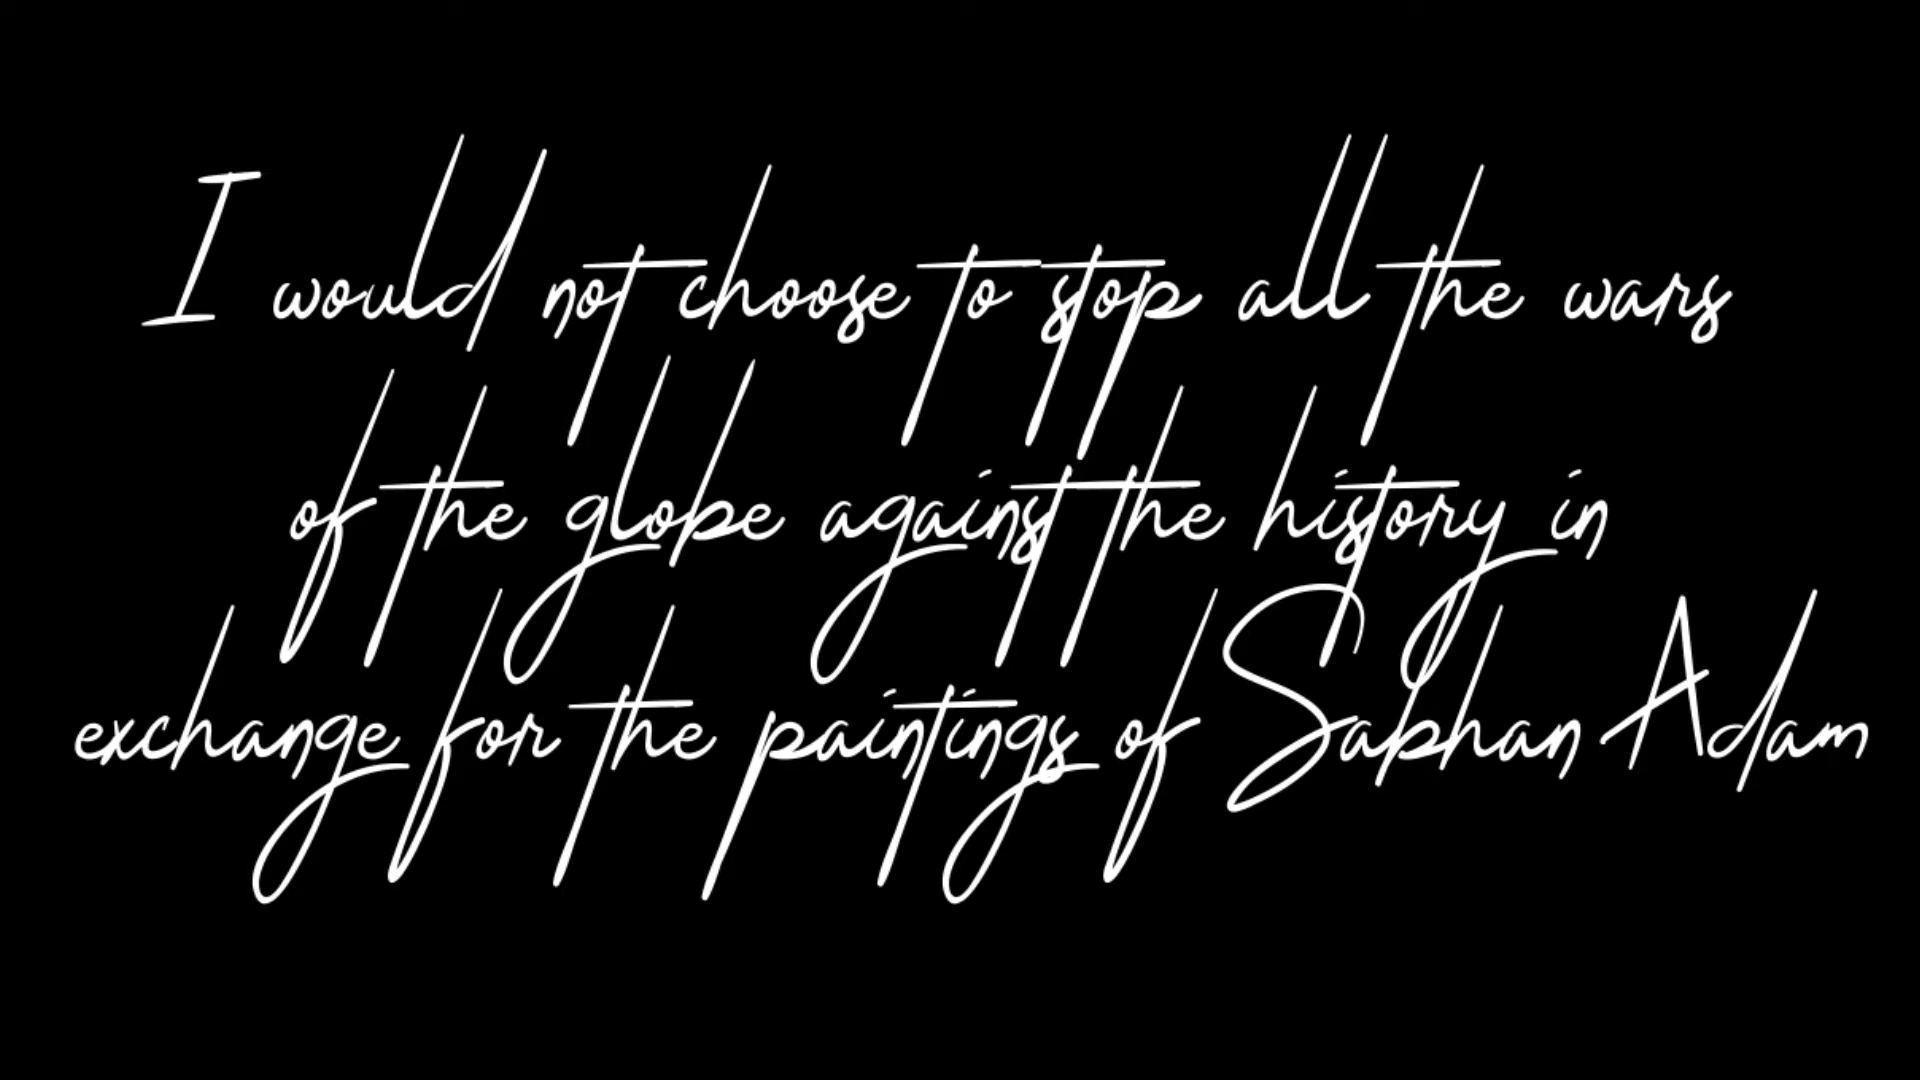 I would not choose to stop all the wars
of the globe against the history in
exchange for the paintings of Sabhan Adam